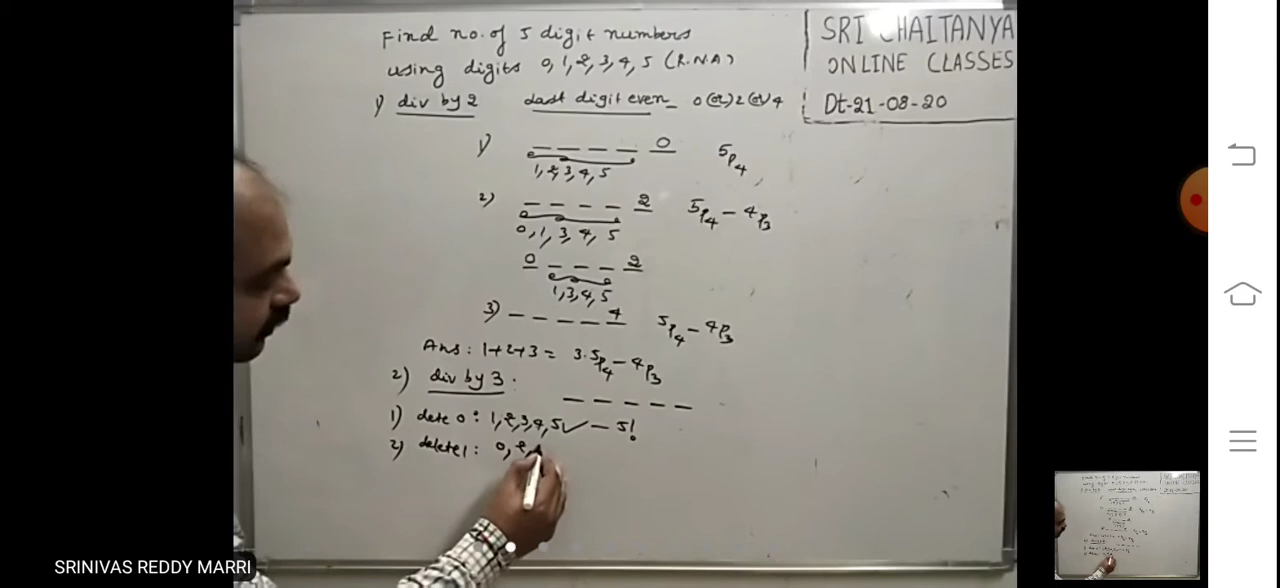 Find no. of 5 digit numbers
using digits 0, 1, 2, 3, 4, 5 (R.N.A)
SRI CHAITANYA
ONLINE CLASSES
Dt-21-08-20
1) div by 2 Last digit even_ 0 (or) 2 (or) 4
1) _ _ _ _ 0 5p4
1, 2, 3, 4, 5
2) _ _ _ _ 2 5p4 - 4p3
0, 1, 3, 4, 5
0 _ _ _ 2
1, 3, 4, 5
3) _ _ _ _ 4 5p4 - 4p3
Ans: 1+2+3 = 3.5p4 - 4p3
2) div by 3 : _ _ _ _ _
1) dete 0 : 1, 2, 3, 4, 5 ✓ - 5!
2) delete 1 : 0, 2,
SRINIVAS REDDY MARRI